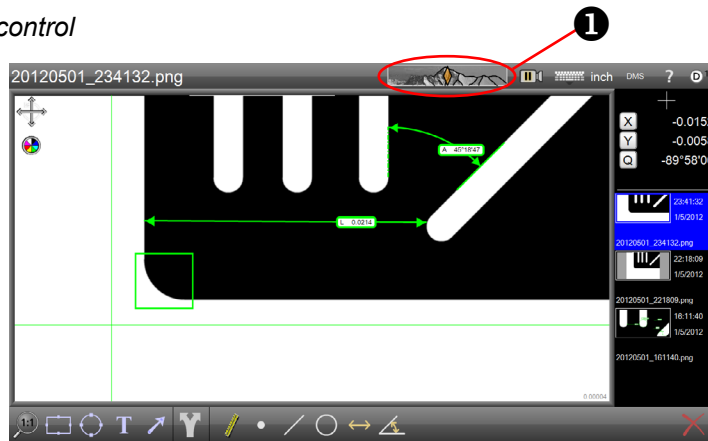 control
❶
20120501_234132.png
inch
DMS
?
D
X -0.015
Y -0.005
Q -89°58'0
A 45°18'47
L 0.0214
23:41:32
1/5/2012
20120501_234132.png
22:18:09
1/5/2012
20120501_221809.png
16:11:40
1/5/2012
20120501_161140.png
0.00004
1:1
T